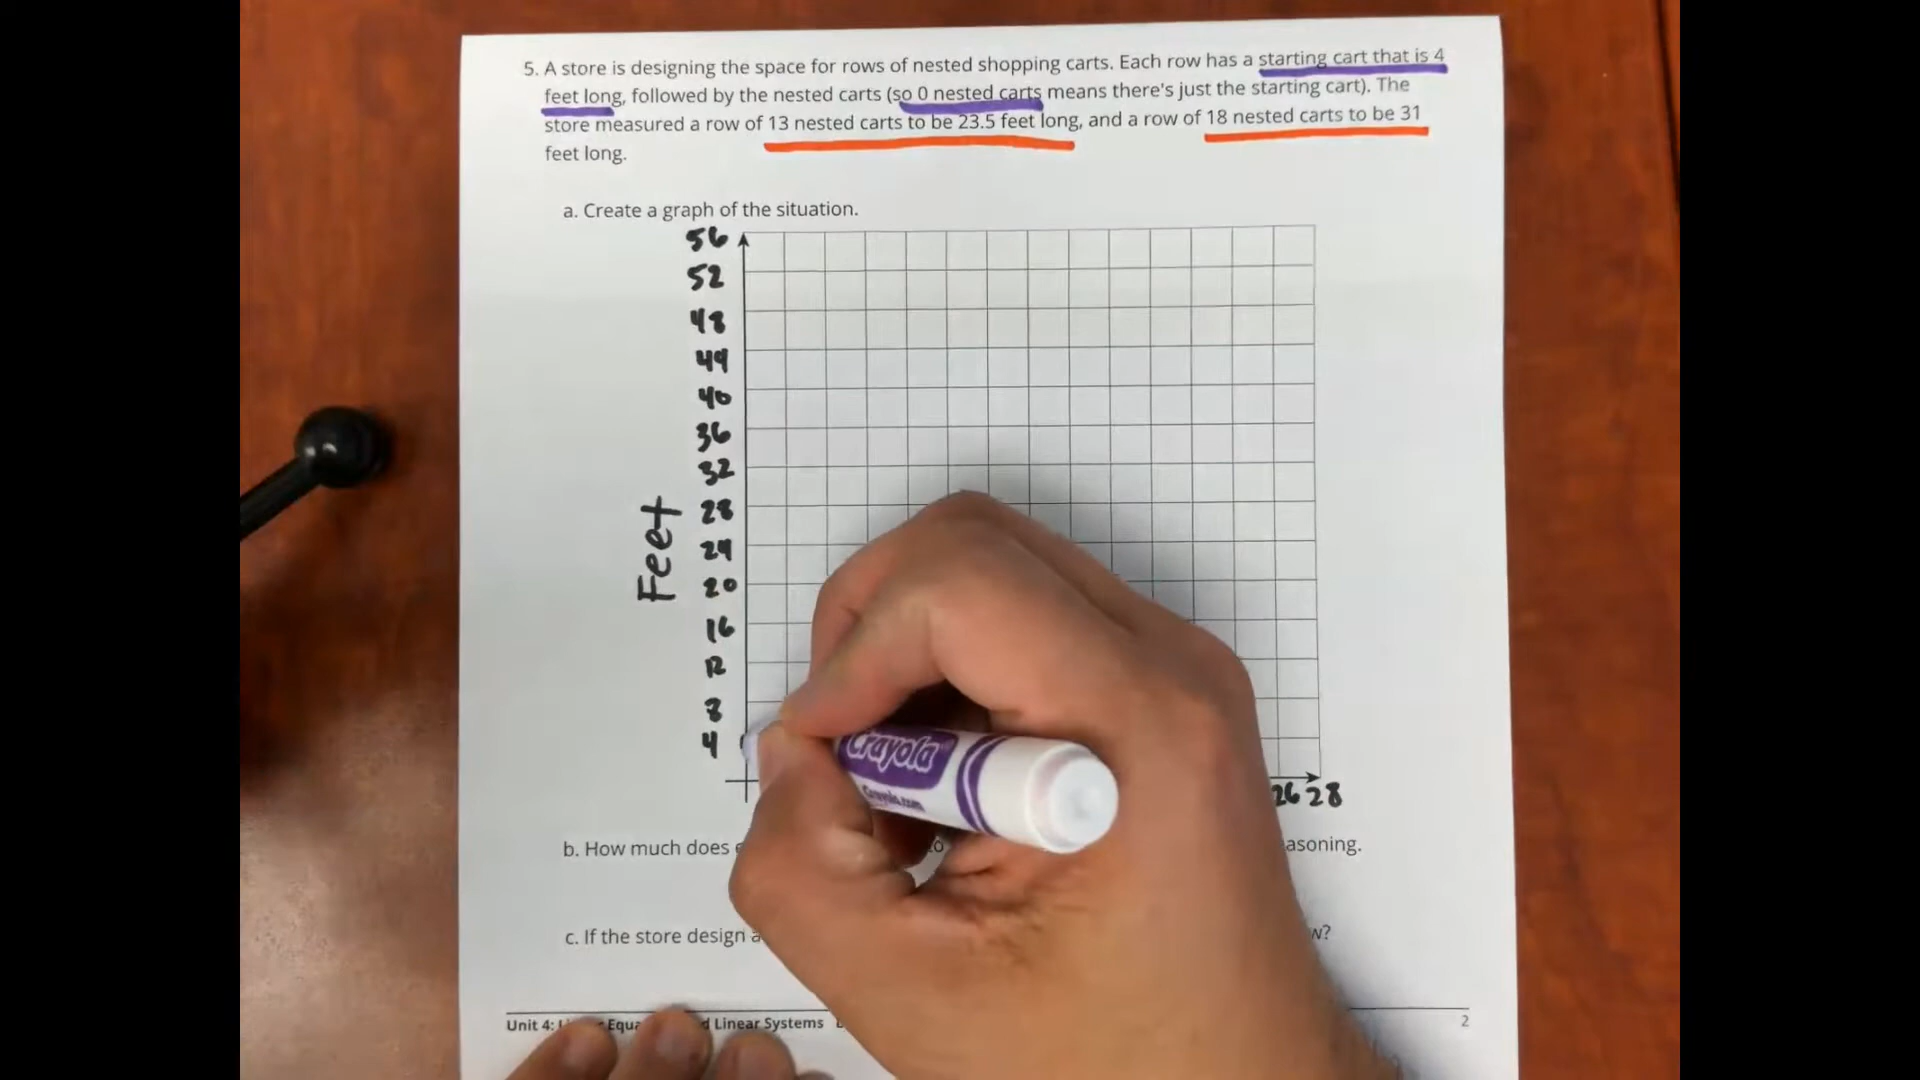 5. A store is designing the space for rows of nested shopping carts. Each row has a starting cart that is 4
feet long, followed by the nested carts (so 0 nested carts means there's just the starting cart). The
store measured a row of 13 nested carts to be 23.5 feet long, and a row of 18 nested carts to be 31
feet long.
a. Create a graph of the situation.
56
52
48
44
40
36
32
28
24
20
16
12
8
4
Feet
26 28
Crayola
Crayola.com
b. How much does
c. If the store design
Unit 4: Linear Systems
2